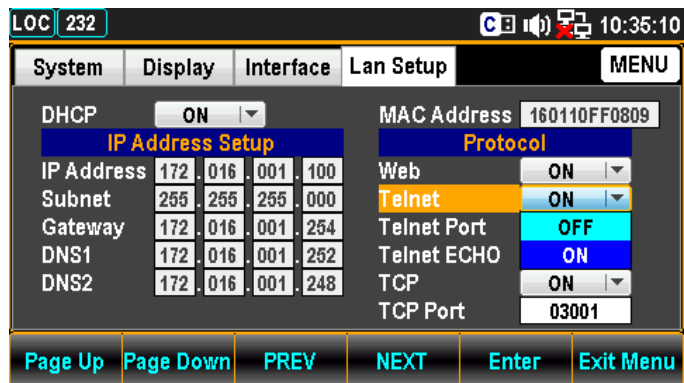 LOC 232 C 10:35:10
System Display Interface Lan Setup MENU
DHCP ON MAC Address 160110FF0809
IP Address Setup Protocol
IP Address 172 . 016 . 001 . 100 Web ON
Subnet 255 . 255 . 255 . 000 Telnet ON
Gateway 172 . 016 . 001 . 254 Telnet Port OFF
DNS1 172 . 016 . 001 . 252 Telnet ECHO ON
DNS2 172 . 016 . 001 . 248 TCP ON
TCP Port 03001
Page Up Page Down PREV NEXT Enter Exit Menu